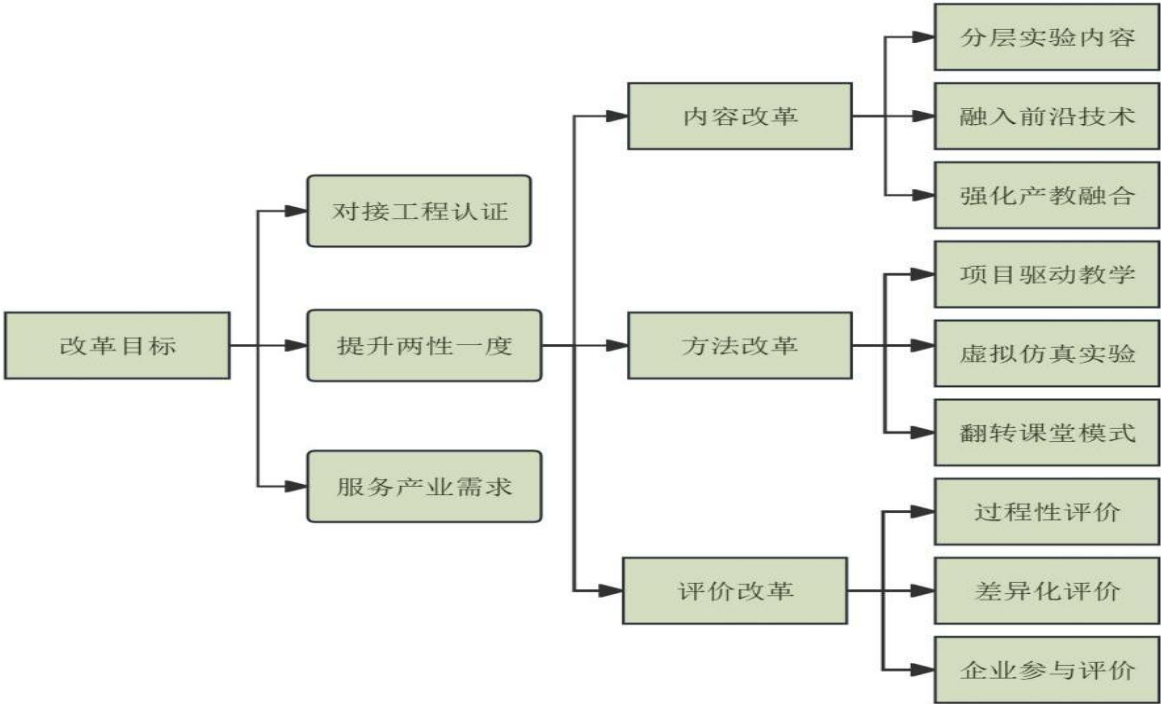 改革目标
对接工程认证
提升两性一度
服务产业需求
内容改革
方法改革
评价改革
分层实验内容
融入前沿技术
强化产教融合
项目驱动教学
虚拟仿真实验
翻转课堂模式
过程性评价
差异化评价
企业参与评价